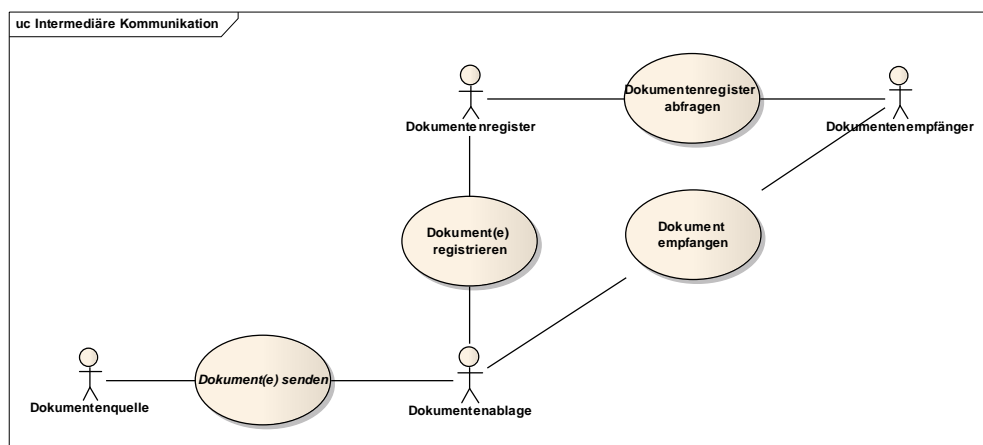 uc Intermediäre Kommunikation
Dokumentenregister
Dokumentenregister
abfragen
Dokumentenempfänger
Dokument(e)
registrieren
Dokument
empfangen
Dokumentenquelle
Dokument(e) senden
Dokumentenablage